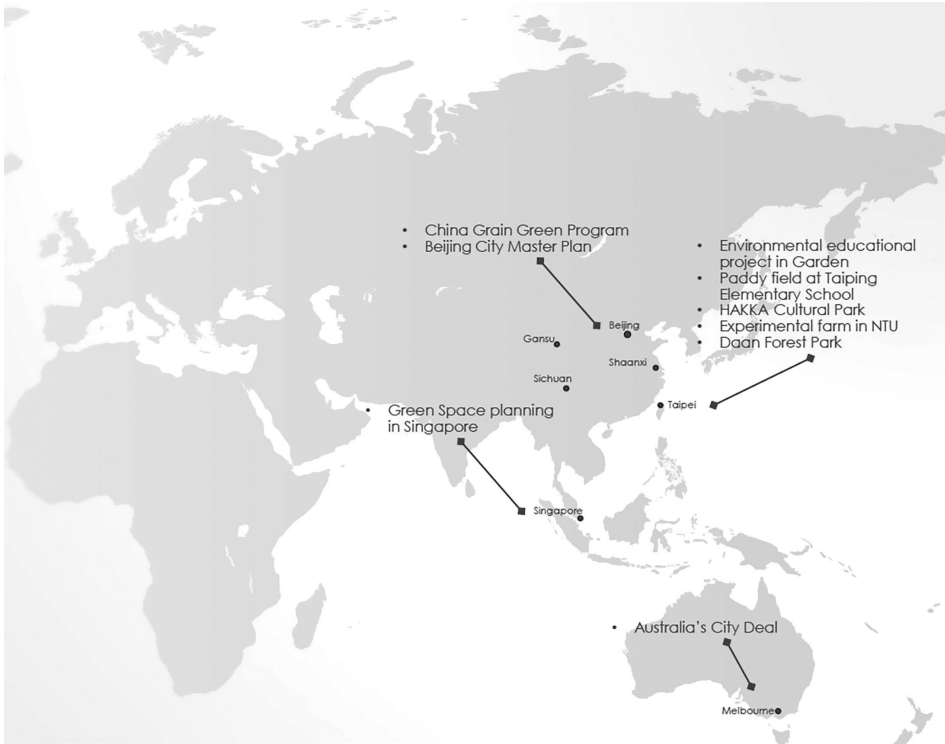 • China Grain Green Program
• Beijing City Master Plan
• Environmental educational
project in Garden
• Paddy field at Taiping
Elementary School
• HAKKA Cultural Park
• Experimental farm in NTU
• Daan Forest Park
Beijing
Gansu
Shaanxi
Sichuan
Taipei
• Green Space planning
in Singapore
Singapore
• Australia's City Deal
Melbourne